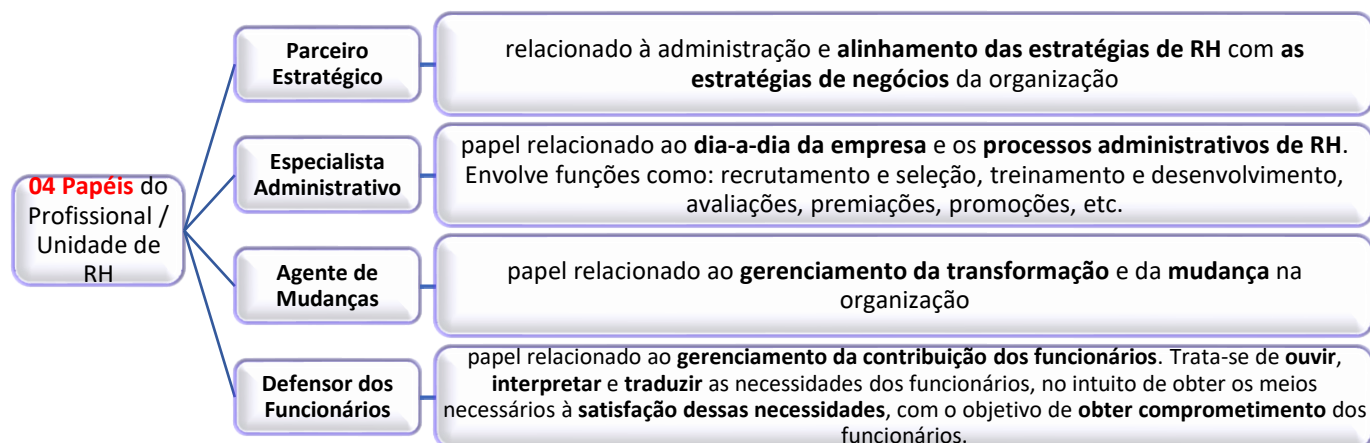 04 Papéis do
Profissional /
Unidade de
RH
Parceiro
Estratégico
relacionado à administração e alinhamento das estratégias de RH com as
estratégias de negócios da organização
Especialista
Administrativo
papel relacionado ao dia-a-dia da empresa e os processos administrativos de RH.
Envolve funções como: recrutamento e seleção, treinamento e desenvolvimento,
avaliações, premiações, promoções, etc.
Agente de
Mudanças
papel relacionado ao gerenciamento da transformação e da mudança na
organização
Defensor dos
Funcionários
papel relacionado ao gerenciamento da contribuição dos funcionários. Trata-se de ouvir,
interpretar e traduzir as necessidades dos funcionários, no intuito de obter os meios
necessários à satisfação dessas necessidades, com o objetivo de obter comprometimento dos
funcionários.